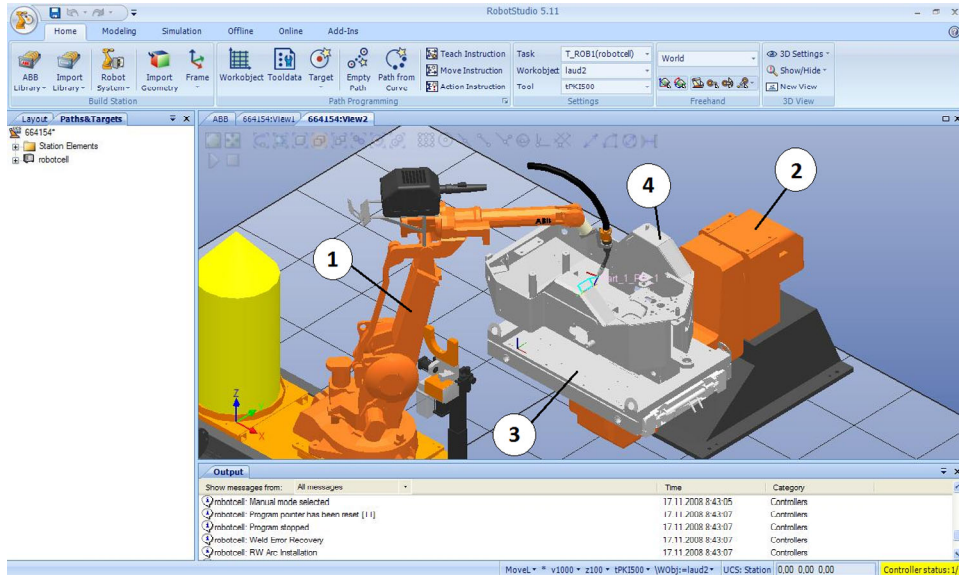 RobotStudio 5.11
Home Modeling Simulation Offline Online Add-Ins
ABB Library Import Library Robot System Import Geometry Frame
Build Station
Workobject Tooldata Target Empty Path Path from Curve
Teach Instruction
Move Instruction
Action Instruction
Path Programming
Task T_ROB1(robotcell)
Workobject laud2
Tool tPKI500
Settings
World
Freehand
3D Settings
Show/Hide
New View
3D View
Layout Paths&Targets
664154*
Station Elements
robotcell
ABB 664154:View1 664154:View2
1
2
3
4
ABB
Z
X
Output
Show messages from: All messages Time Category
robotcell: Manual mode selected 17.11.2008 8:43:05 Controllers
robotcell: Program pointer has been reset 17.11.2008 8:43:07 Controllers
robotcell: Program stopped 17.11.2008 8:43:07 Controllers
robotcell: Weld Error Recovery 17.11.2008 8:43:07 Controllers
robotcell: RW Arc Installation 17.11.2008 8:43:07 Controllers
MoveL * v1000 z100 tPKI500 \WObj:=laud2 UCS: Station 0,00 0,00 0,00 Controller status: 1/